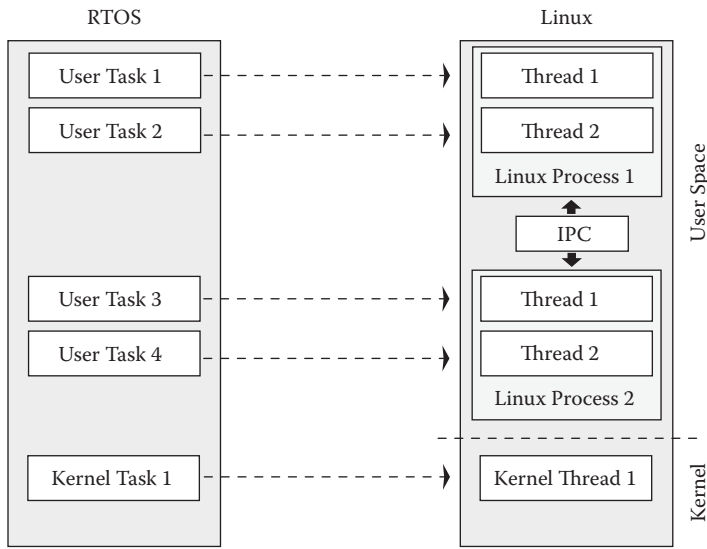 RTOS
Linux
User Task 1
Thread 1
User Task 2
Thread 2
Linux Process 1
IPC
User Space
User Task 3
Thread 1
User Task 4
Thread 2
Linux Process 2
Kernel Task 1
Kernel Thread 1
Kernel